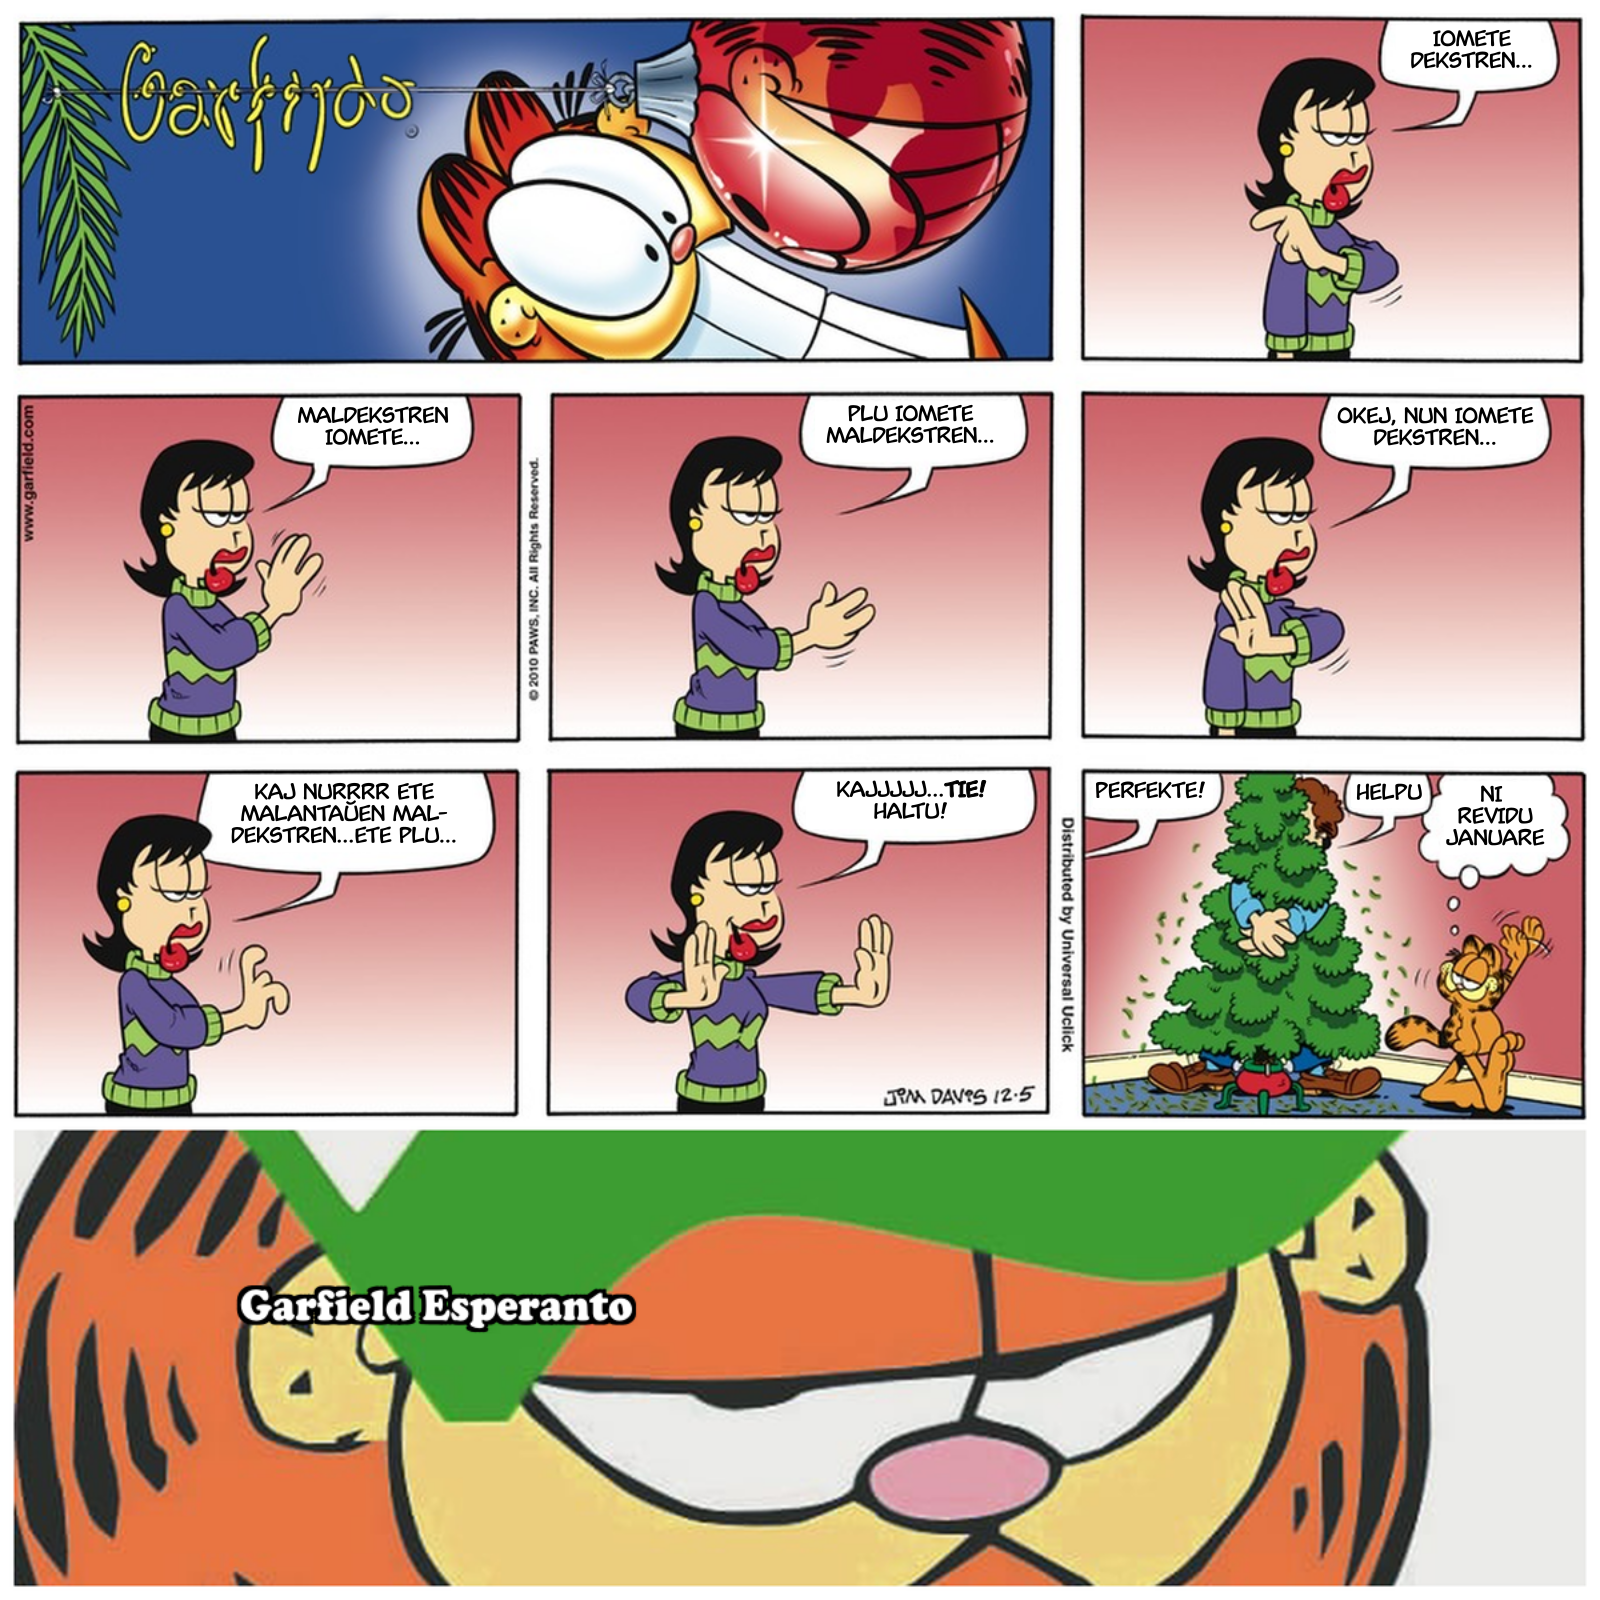 Garfildo
IOMETE
DEKSTREN...
www.garfield.com
MALDEKSTREN
IOMETE...
© 2010 PAWS, INC. All Rights Reserved.
PLU IOMETE
MALDEKSTREN...
OKEJ, NUN IOMETE
DEKSTREN...
KAJ NURRRR ETE
MALANTAŬEN MAL-
DEKSTREN...ETE PLU...
KAJJJJJ...TIE!
HALTU!
JIM DAVIS 12·5
Distributed by Universal Uclick
PERFEKTE!
HELPU
NI
REVIDU
JANUARE
Garfield Esperanto